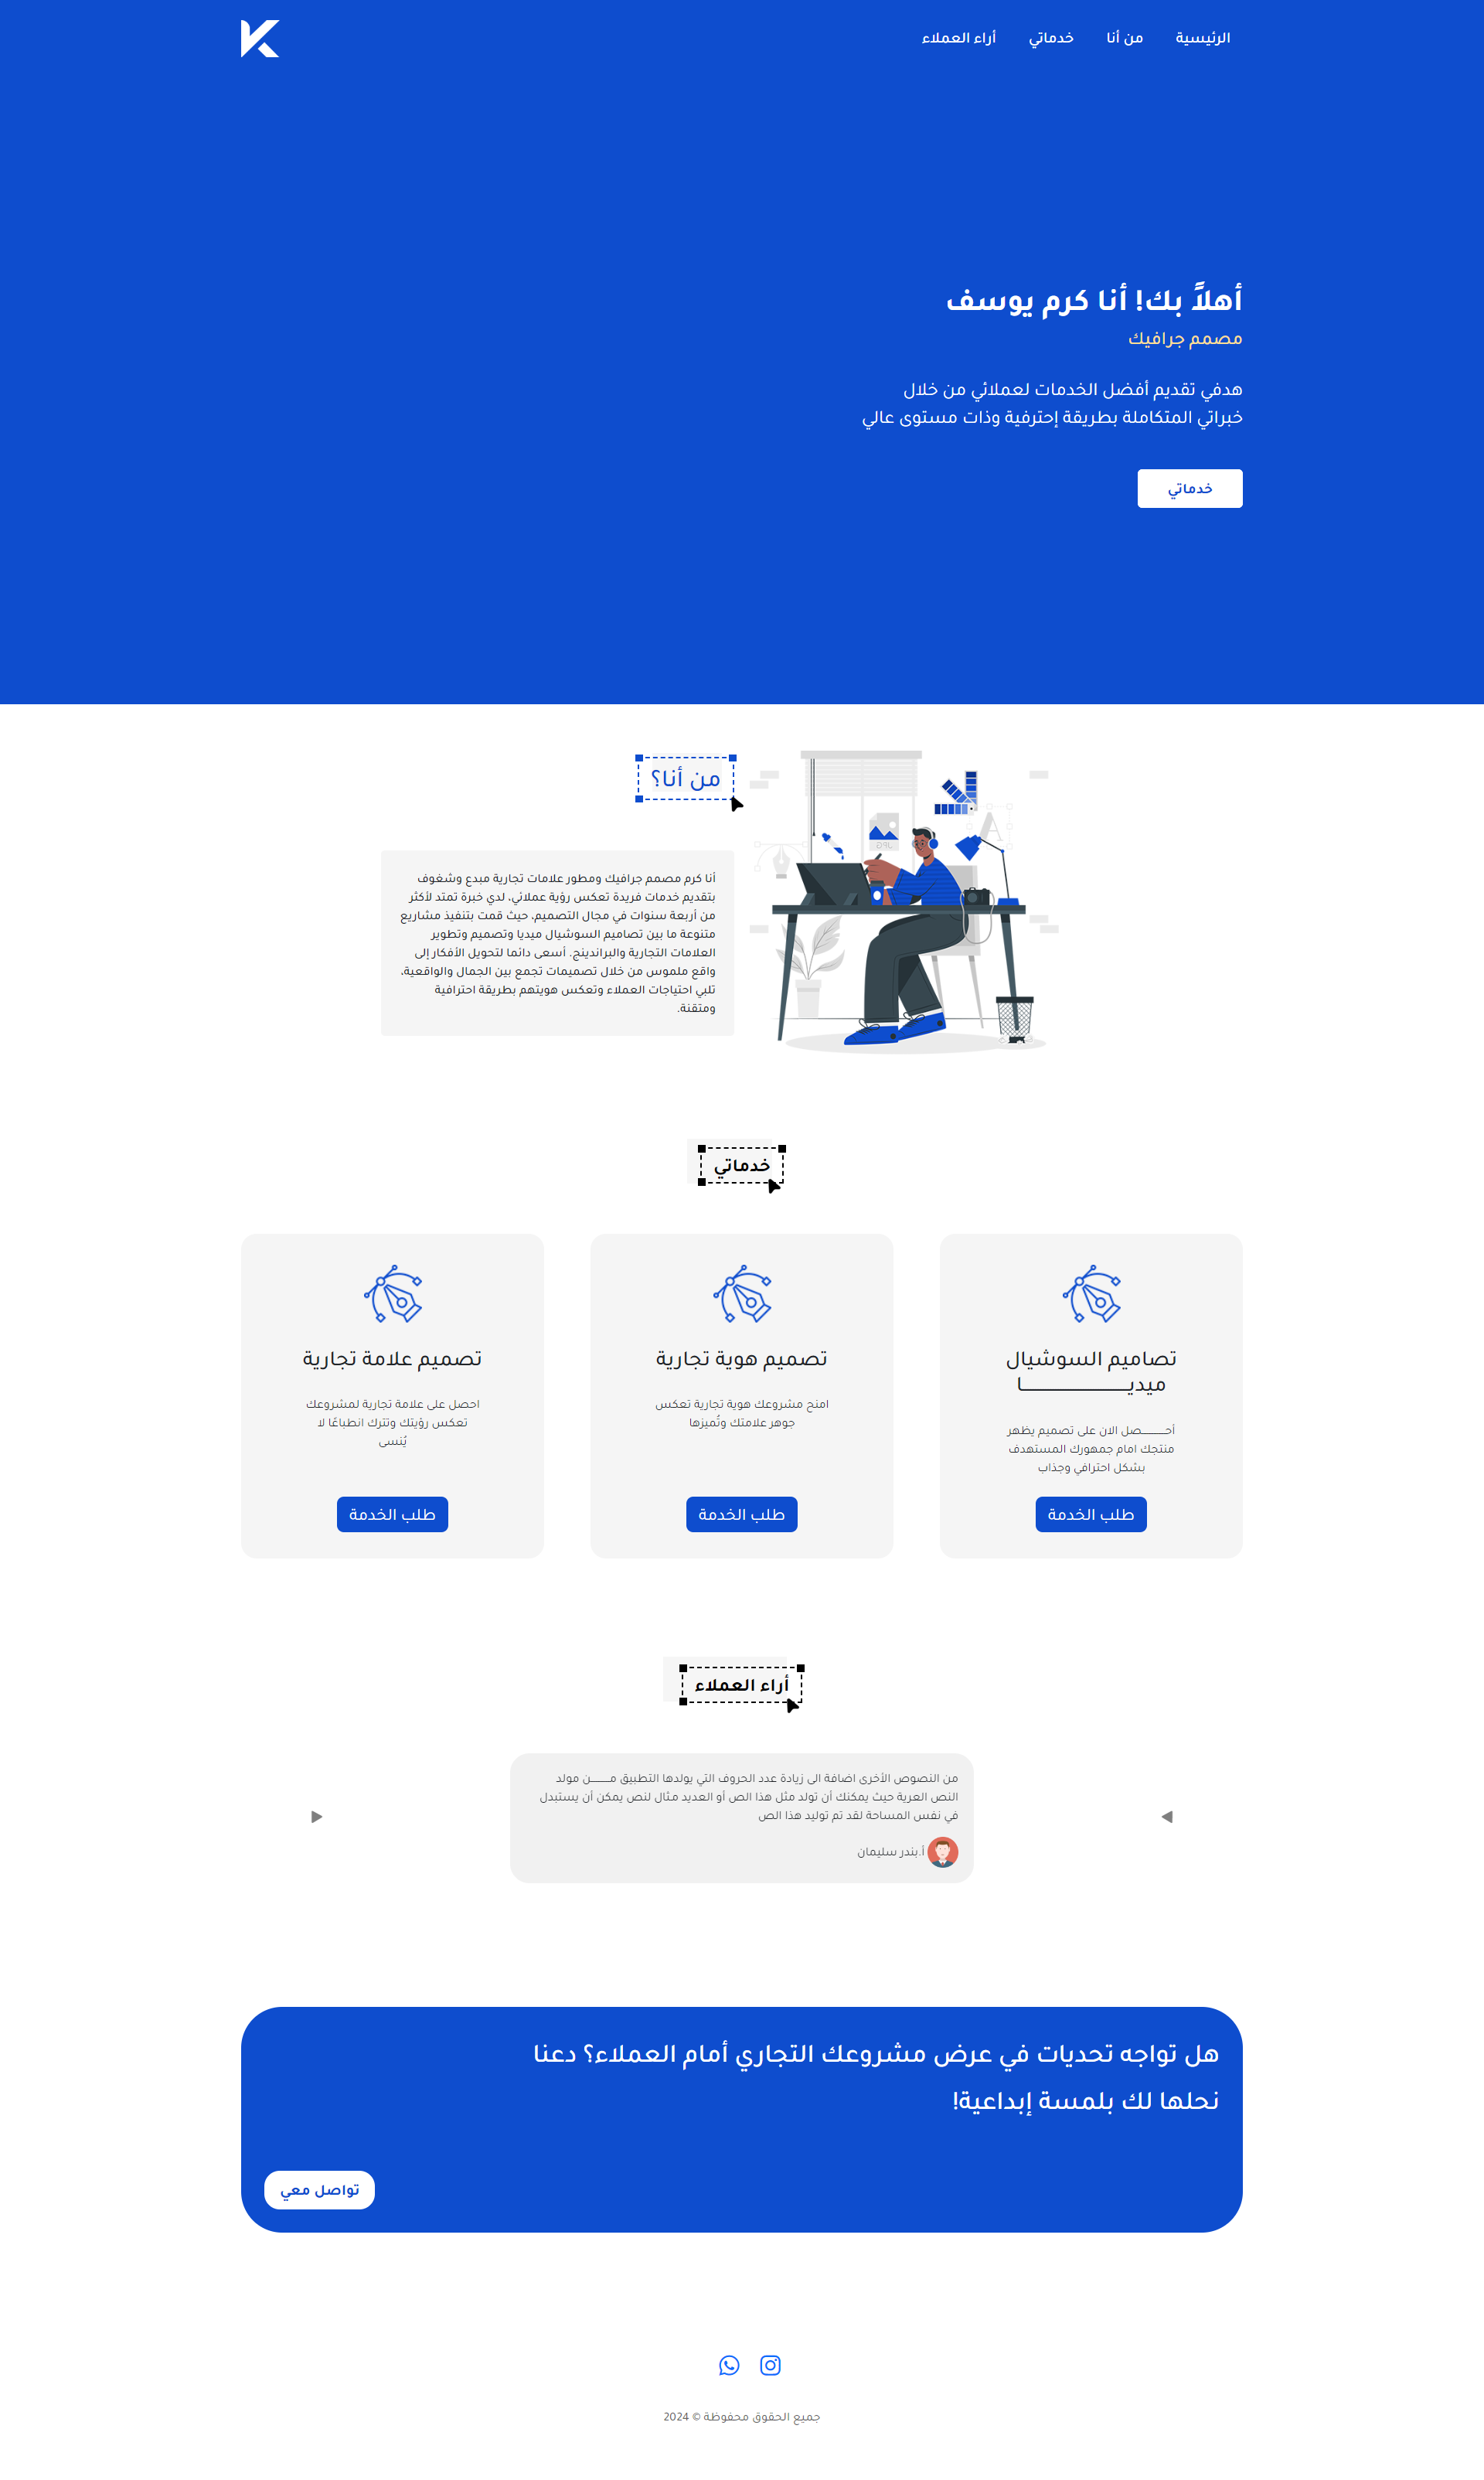 الرئيسية
من أنا
خدماتي
أراء العملاء
أهلاً بك! أنا كرم يوسف
مصمم جرافيك
هدفي تقديم أفضل الخدمات لعملائي من خلال
خبراتي المتكاملة بطريقة إحترفية وذات مستوى عالي
خدماتي
من أنا؟
أنا كرم مصمم جرافيك ومطور علامات تجارية مبدع وشغوف
بتقديم خدمات فريدة تعكس رؤية عملائي، لدي خبرة تمتد لأكثر
من أربعة سنوات في مجال التصميم، حيث قمت بتنفيذ مشاريع
متنوعة ما بين تصاميم السوشيال ميديا وتصميم وتطوير
العلامات التجارية والبراندينج. أسعى دائما لتحويل الأفكار إلى
واقع ملموس من خلال تصميمات تجمع بين الجمال والواقعية،
تلبي احتياجات العملاء وتعكس هويتهم بطريقة احترافية
ومتقنة.
JPG
A
خدماتي
تصاميم السوشيال
ميديـــــــــــــــــا
أحـــــــصل الان على تصميم يظهر
منتجك امام جمهورك المستهدف
بشكل احترافي وجذاب
طلب الخدمة
تصميم هوية تجارية
امنح مشروعك هوية تجارية تعكس
جوهر علامتك وتُميزها
طلب الخدمة
تصميم علامة تجارية
احصل على علامة تجارية لمشروعك
تعكس رؤيتك وتترك انطباعًا لا
يُنسى
طلب الخدمة
أراء العملاء
من النصوص الأخرى اضافة الى زيادة عدد الحروف التي يولدها التطبيق مــــــن مولد
النص العربة حيث يمكنك أن تولد مثل هذا الص أو العديد مثال لنص يمكن أن يستبدل
في نفس المساحة لقد تم توليد هذا الص
أ.بندر سليمان
هل تواجه تحديات في عرض مشروعك التجاري أمام العملاء؟ دعنا
نحلها لك بلمسة إبداعية!
تواصل معي
جميع الحقوق محفوظة © 2024